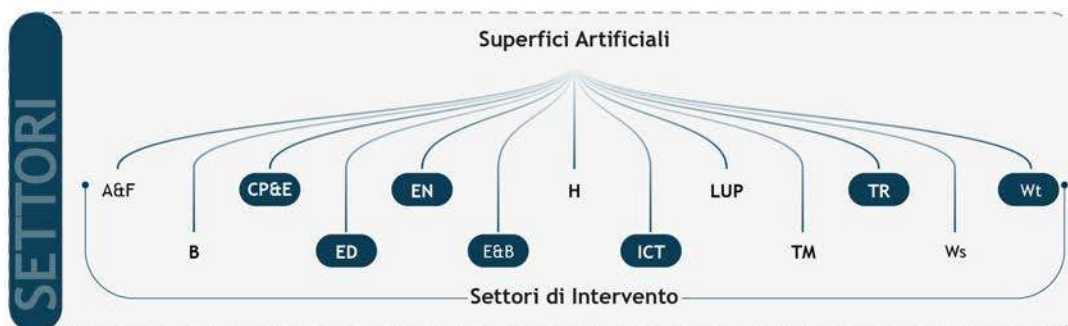 SETTORI
Superfici Artificiali
A&F
CP&E
EN
H
LUP
TR
Wt
B
ED
E&B
ICT
TM
Ws
Settori di Intervento